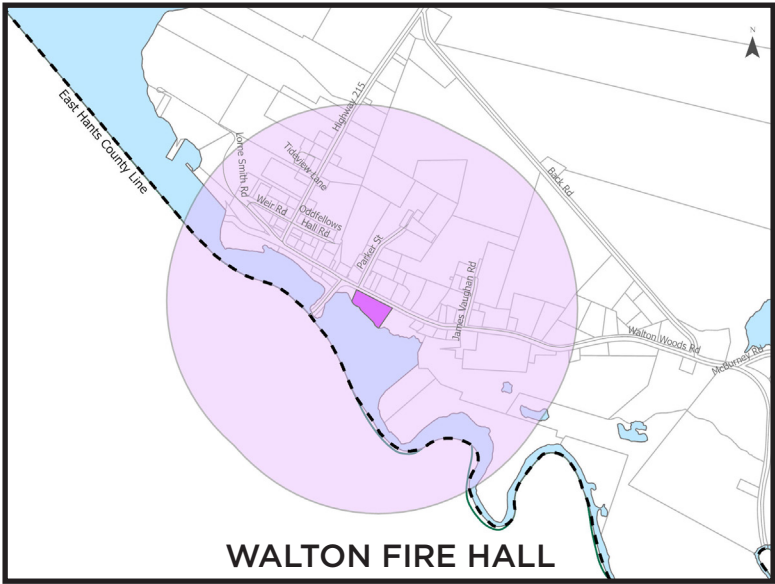 N
Highway 215
East Hants County Line
Lorne Smith Rd
Tideview Lane
Back Rd
Weir Rd
Oddfellows
Hall Rd
Parker St
James Vaughan Rd
Walton Woods Rd
McBurney Rd
WALTON FIRE HALL